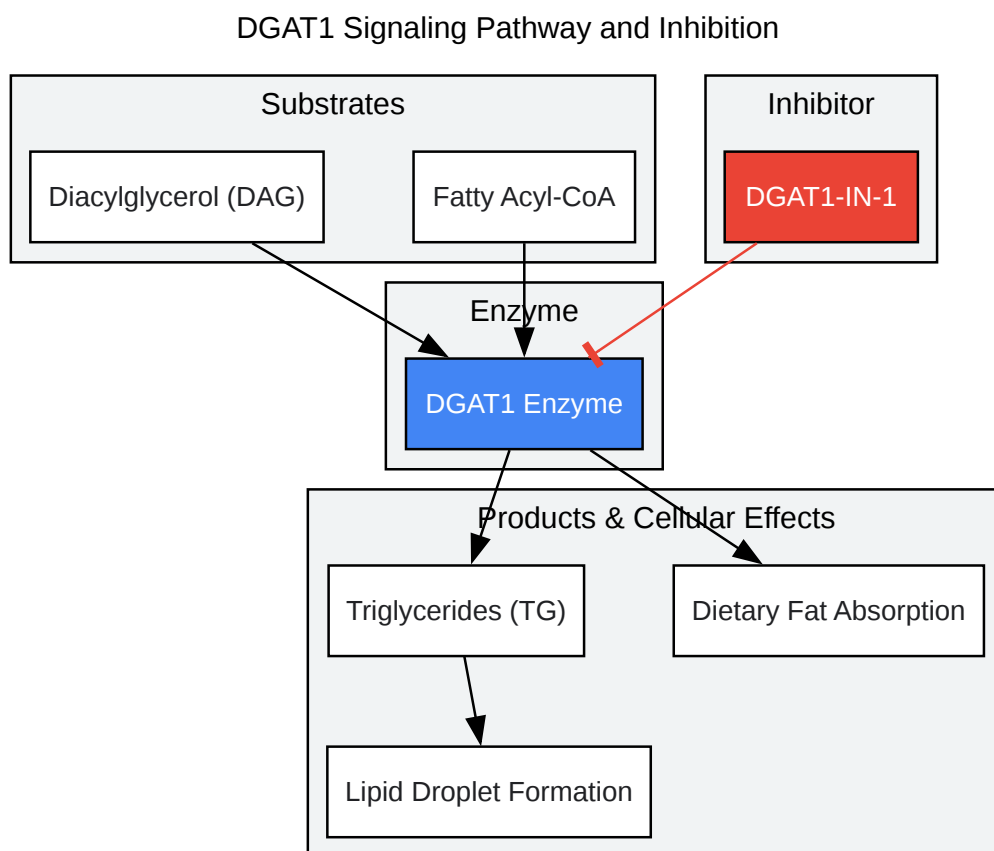 DGAT1 Signaling Pathway and Inhibition
Substrates
Inhibitor
Diacylglycerol (DAG)
Fatty Acyl-CoA
DGAT1-IN-1
Enzyme
DGAT1 Enzyme
Products & Cellular Effects
Triglycerides (TG)
Dietary Fat Absorption
Lipid Droplet Formation